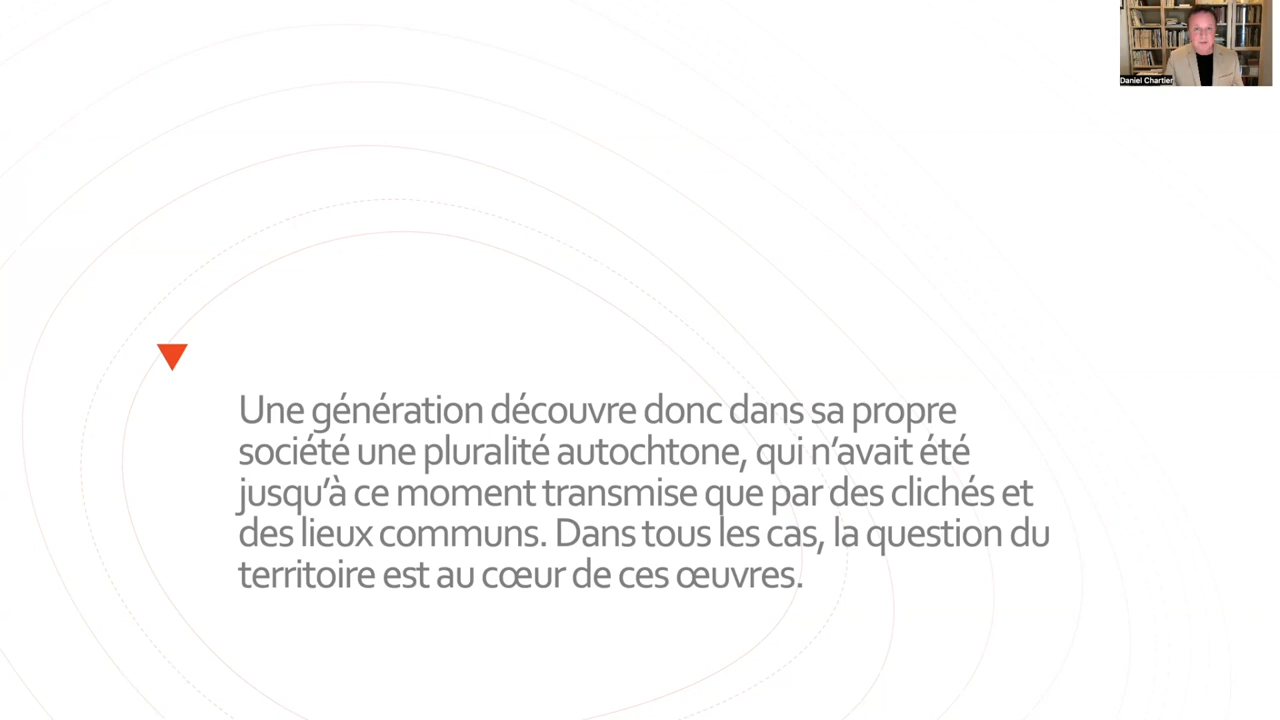 Daniel Chartier
Une génération découvre donc dans sa propre
société une pluralité autochtone, qui n’avait été
jusqu’à ce moment transmise que par des clichés et
des lieux communs. Dans tous les cas, la question du
territoire est au cœur de ces œuvres.